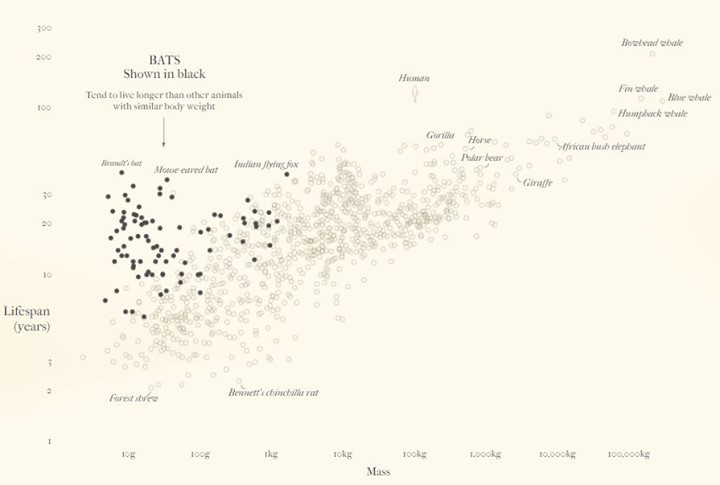 300
200
Bowhead whale
BATS
Shown in black
Human
Fin whale
Blue whale
Tend to live longer than other animals
with similar body weight
100
Humpback whale
Gorilla
Horse
African bush elephant
Brandt's bat
Mouse eared bat
Indian flying fox
Polar bear
Giraffe
30
20
10
Lifespan
(years)
3
2
Forest shrew
Bennett's chinchilla rat
1
10g
100g
1kg
10kg
100kg
1,000kg
10,000kg
100,000kg
Mass